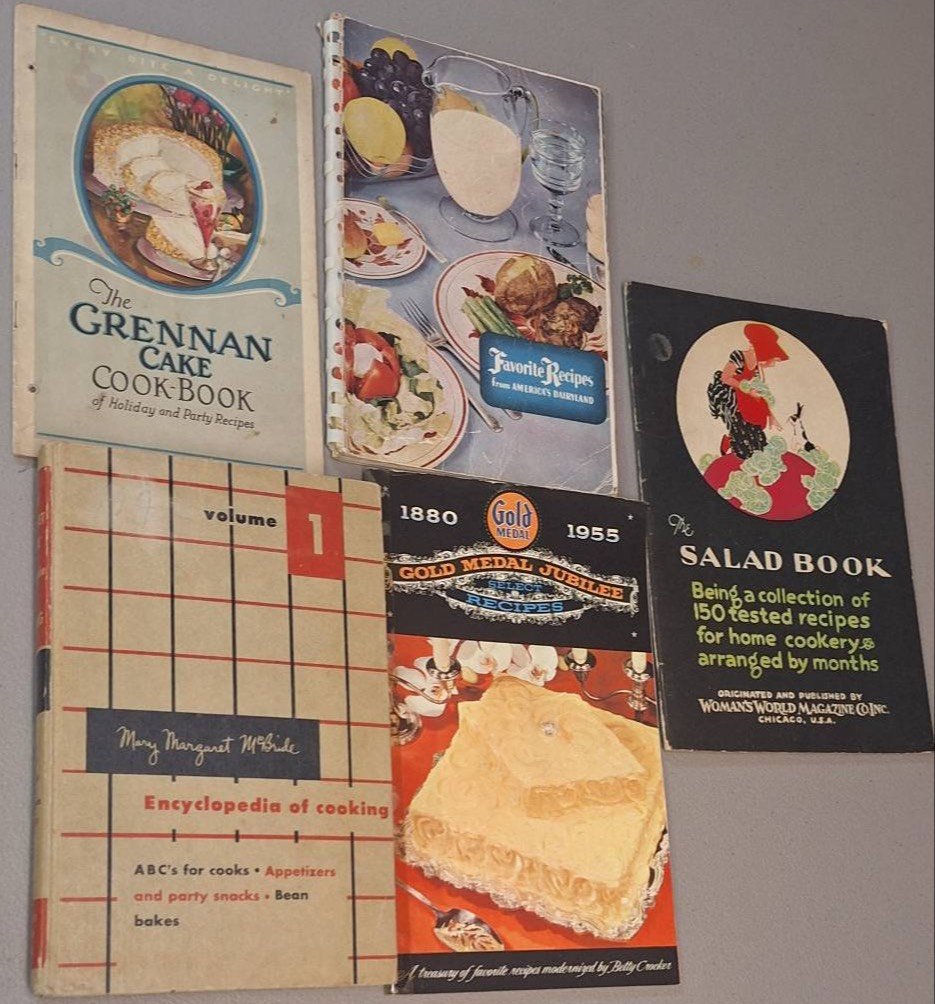 "EVERY BITE A DELIGHT"
The
GRENNAN
CAKE
COOK-BOOK
of Holiday and Party Recipes
Favorite Recipes
from AMERICA'S DAIRYLAND
The
SALAD BOOK
Being a collection of
150 tested recipes
for home cookery
arranged by months
ORIGINATED AND PUBLISHED BY
WOMAN'S WORLD MAGAZINE CO. INC.
CHICAGO, U.S.A.
volume 1
Mary Margaret McBride
Encyclopedia of cooking
ABC's for cooks • Appetizers
and party snacks • Bean
bakes
1880 1955
Gold
MEDAL
GOLD MEDAL JUBILEE
SELECT
RECIPES
A treasury of favorite recipes modernized by Betty Crocker